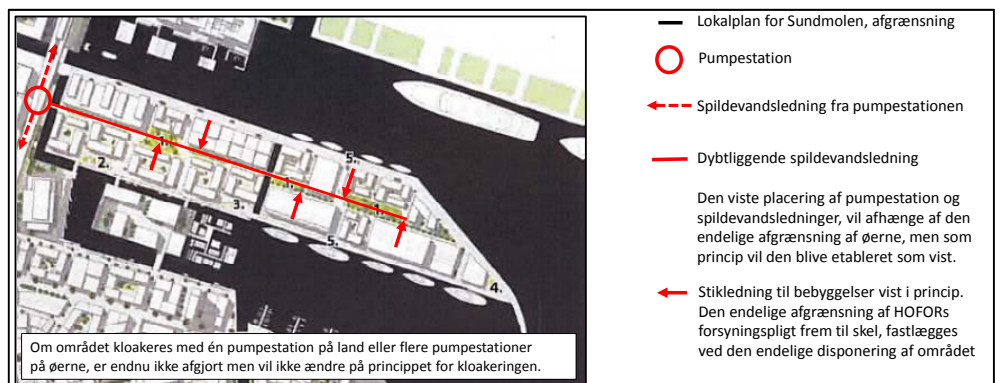 1.
5.
2.
1.
1.
3.
5.
4.
Om området kloakeres med én pumpestation på land eller flere pumpestationer
på øerne, er endnu ikke afgjort men vil ikke ændre på princippet for kloakeringen.
Lokalplan for Sundmolen, afgrænsning
Pumpestation
Spildevandsledning fra pumpestationen
Dybtliggende spildevandsledning
Den viste placering af pumpestation og
spildevandsledninger, vil afhænge af den
endelige afgrænsning af øerne, men som
princip vil den blive etableret som vist.
Stikledning til bebyggelser vist i princip.
Den endelige afgrænsning af HOFORs
forsyningspligt frem til skel, fastlægges
ved den endelige disponering af området